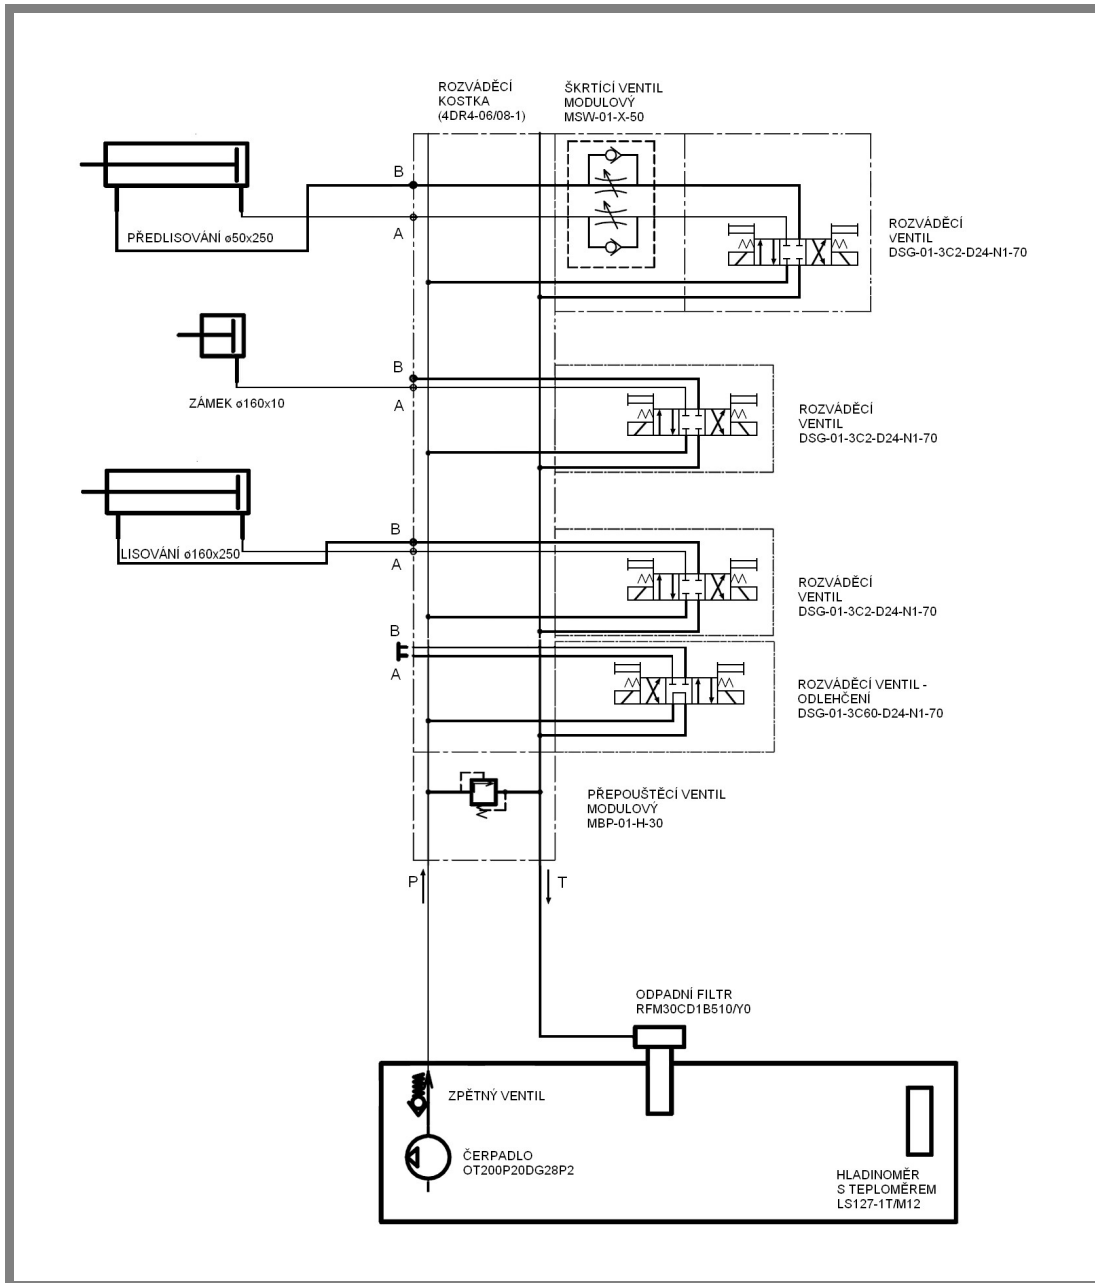 ROZVÁDĚCÍ
KOSTKA
(4DR4-06/08-1)
ŠKRTÍCÍ VENTIL
MODULOVÝ
MSW-01-X-50
B
A
PŘEDLISOVÁNÍ ø50x250
ROZVÁDĚCÍ
VENTIL
DSG-01-3C2-D24-N1-70
B
A
ZÁMEK ø160x10
ROZVÁDĚCÍ
VENTIL
DSG-01-3C2-D24-N1-70
B
A
LISOVÁNÍ ø160x250
ROZVÁDĚCÍ
VENTIL
DSG-01-3C2-D24-N1-70
B
A
ROZVÁDĚCÍ VENTIL -
ODLEHČENÍ
DSG-01-3C60-D24-N1-70
PŘEPOUŠTĚCÍ VENTIL
MODULOVÝ
MBP-01-H-30
P
T
ODPADNÍ FILTR
RFM30CD1B510/Y0
ZPĚTNÝ VENTIL
ČERPADLO
OT200P20DG28P2
HLADINOMĚR
S TEPLOMĚREM
LS127-1T/M12